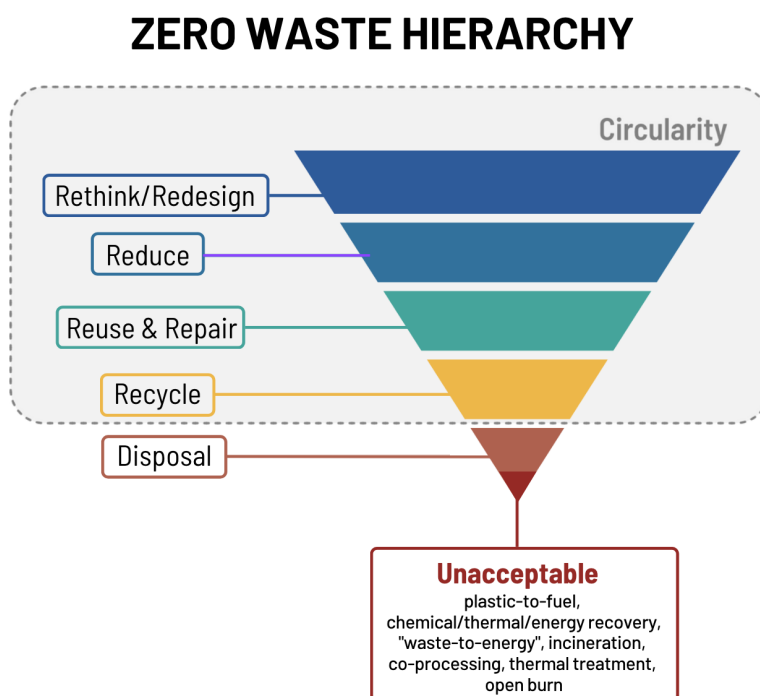 ZERO WASTE HIERARCHY
Circularity
Rethink/Redesign
Reduce
Reuse & Repair
Recycle
Disposal
Unacceptable
plastic-to-fuel,
chemical/thermal/energy recovery,
"waste-to-energy", incineration,
co-processing, thermal treatment,
open burn